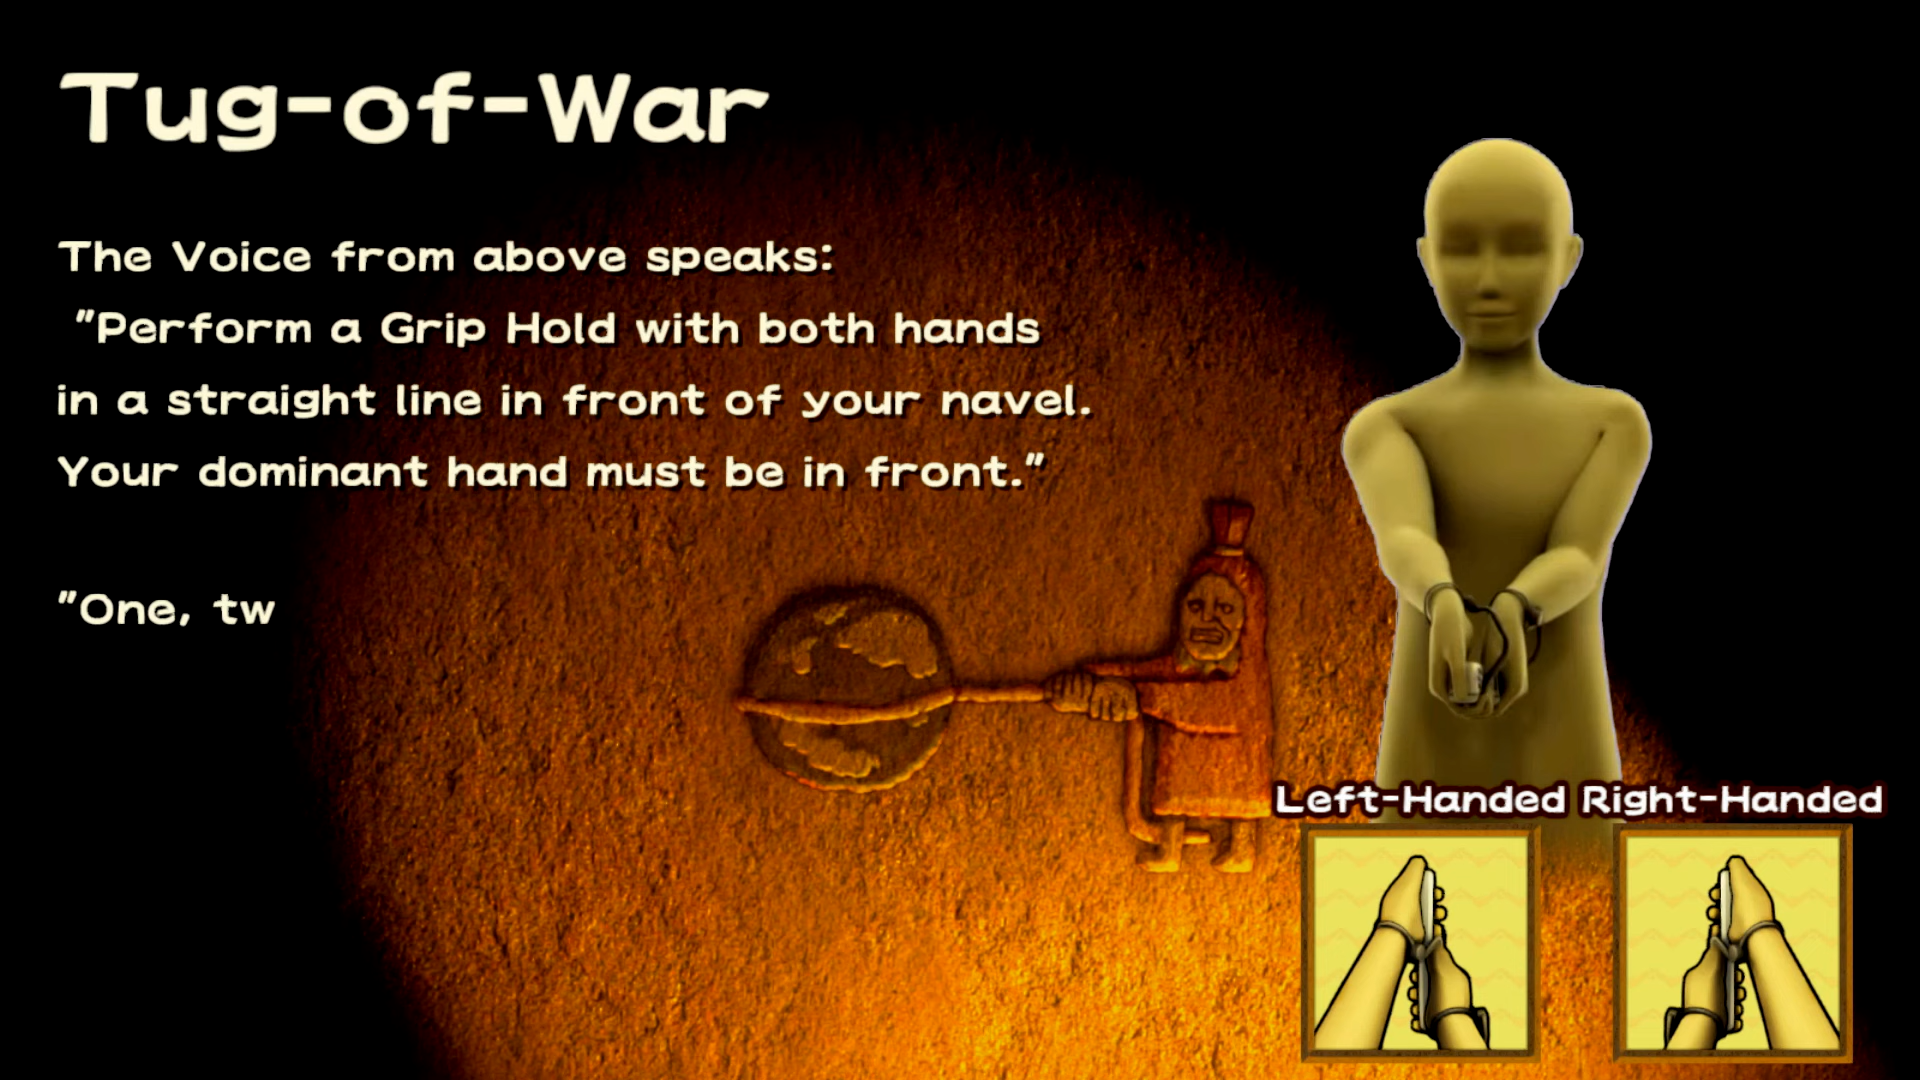 Tug-of-War
The Voice from above speaks:
"Perform a Grip Hold with both hands
in a straight line in front of your navel.
Your dominant hand must be in front."
"One, tw
Left-Handed Right-Handed